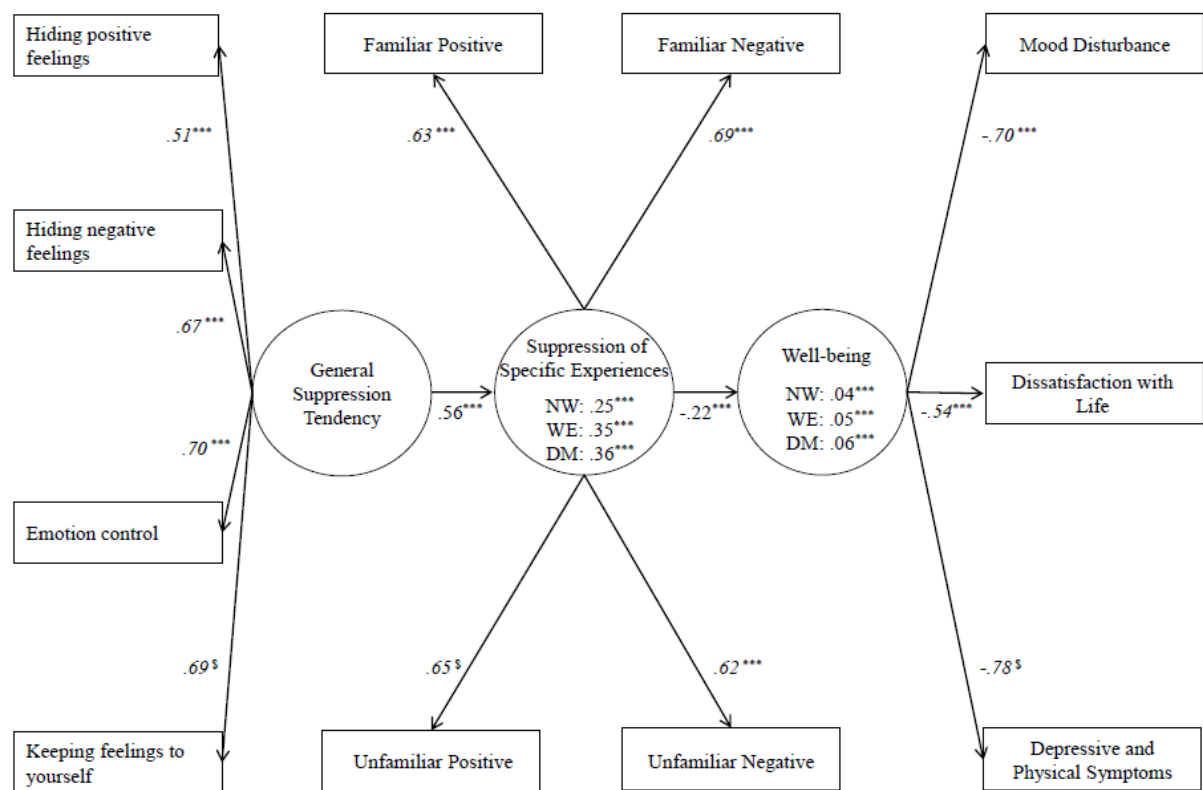 Hiding positive
feelings
Familiar Positive
Familiar Negative
Mood Disturbance
.51***
.63***
.69***
-.70***
Hiding negative
feelings
.67***
General
Suppression
Tendency
.56***
Suppression of
Specific Experiences
NW: .25***
WE: .35***
DM: .36***
-.22***
Well-being
NW: .04***
WE: .05***
DM: .06***
-.54***
Dissatisfaction with
Life
.70***
Emotion control
.69$
.65$
.62***
-.78$
Keeping feelings to
yourself
Unfamiliar Positive
Unfamiliar Negative
Depressive and
Physical Symptoms